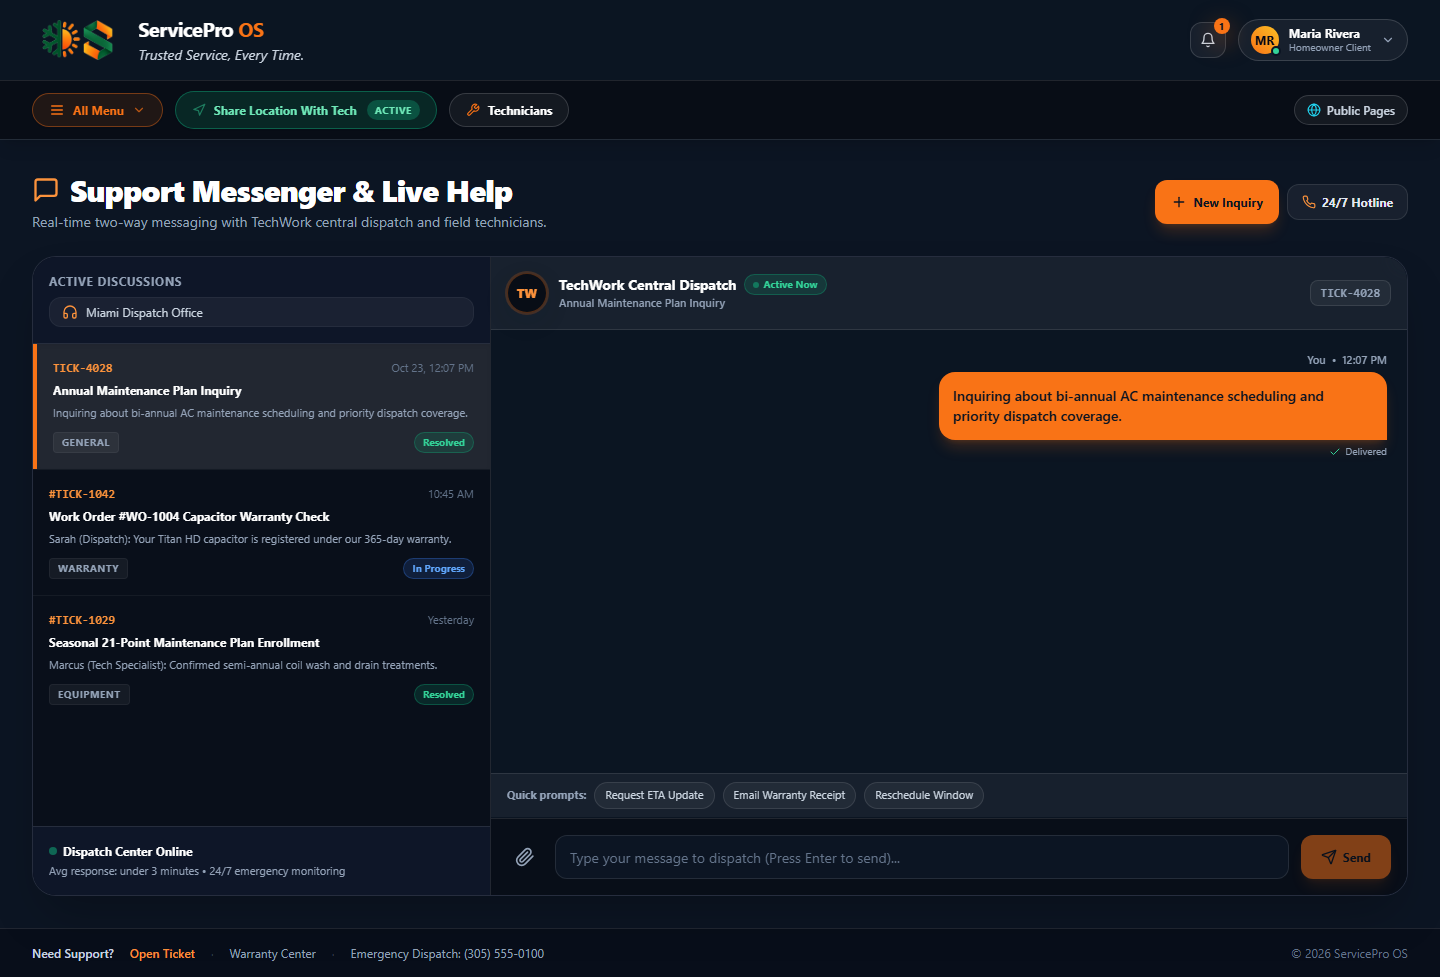 ServicePro OS
Trusted Service, Every Time.
1
MR
Maria Rivera
Homeowner Client
All Menu
Share Location With Tech ACTIVE
Technicians
Public Pages
Support Messenger & Live Help
Real-time two-way messaging with TechWork central dispatch and field technicians.
New Inquiry
24/7 Hotline
ACTIVE DISCUSSIONS
Miami Dispatch Office
TICK-4028 Oct 23, 12:07 PM
Annual Maintenance Plan Inquiry
Inquiring about bi-annual AC maintenance scheduling and priority dispatch coverage.
GENERAL Resolved
#TICK-1042 10:45 AM
Work Order #WO-1004 Capacitor Warranty Check
Sarah (Dispatch): Your Titan HD capacitor is registered under our 365-day warranty.
WARRANTY In Progress
#TICK-1029 Yesterday
Seasonal 21-Point Maintenance Plan Enrollment
Marcus (Tech Specialist): Confirmed semi-annual coil wash and drain treatments.
EQUIPMENT Resolved
Dispatch Center Online
Avg response: under 3 minutes • 24/7 emergency monitoring
TW
TechWork Central Dispatch Active Now
Annual Maintenance Plan Inquiry
TICK-4028
You • 12:07 PM
Inquiring about bi-annual AC maintenance scheduling and
priority dispatch coverage.
Delivered
Quick prompts: Request ETA Update Email Warranty Receipt Reschedule Window
Type your message to dispatch (Press Enter to send)...
Send
Need Support? Open Ticket · Warranty Center · Emergency Dispatch: (305) 555-0100
© 2026 ServicePro OS